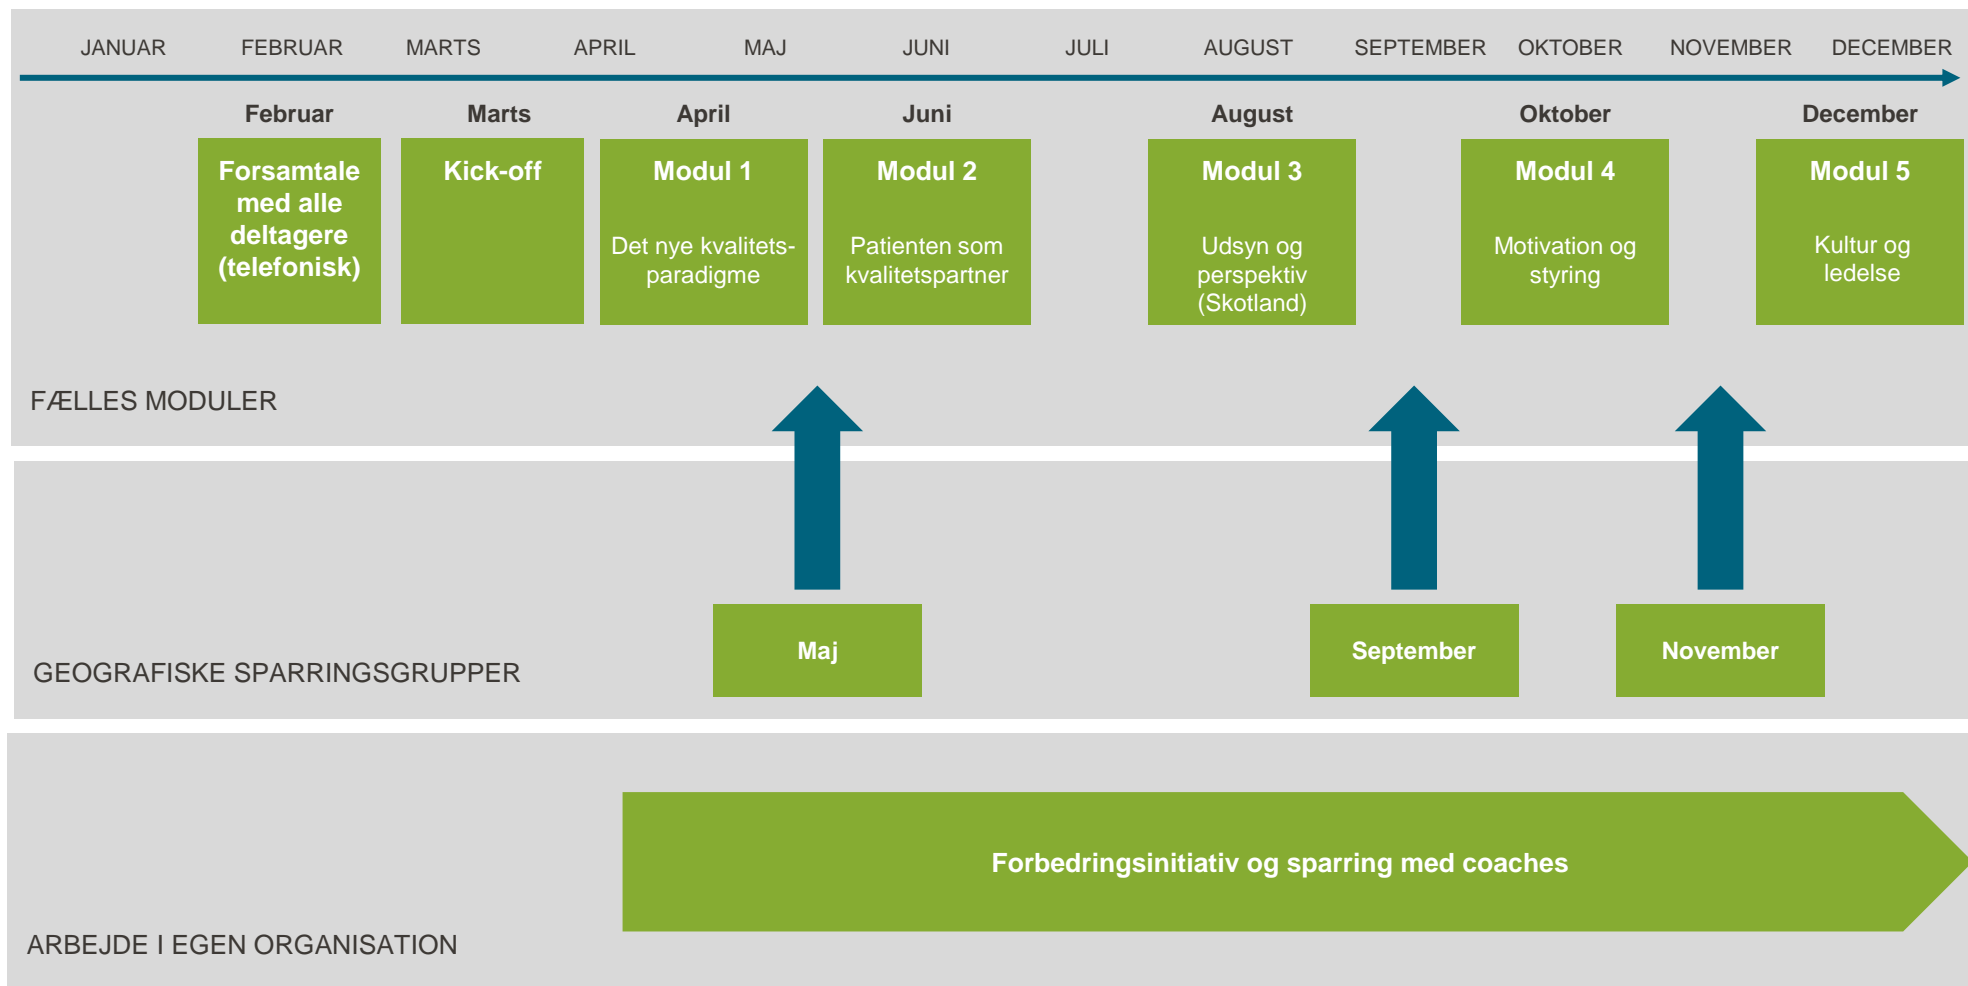 JANUAR FEBRUAR MARTS APRIL MAJ JUNI JULI AUGUST SEPTEMBER OKTOBER NOVEMBER DECEMBER
Februar
Forsamtale
med alle
deltagere
(telefonisk)
Marts
Kick-off
April
Modul 1
Det nye kvalitets-
paradigme
Juni
Modul 2
Patienten som
kvalitetspartner
August
Modul 3
Udsyn og
perspektiv
(Skotland)
Oktober
Modul 4
Motivation og
styring
December
Modul 5
Kultur og
ledelse
FÆLLES MODULER
Maj
September
November
GEOGRAFISKE SPARRINGSGRUPPER
Forbedringsinitiativ og sparring med coaches
ARBEJDE I EGEN ORGANISATION